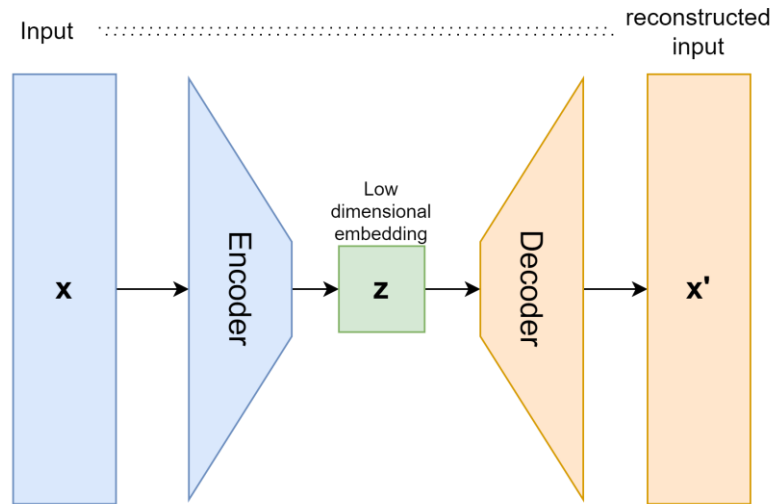 Input
reconstructed
input
Low
dimensional
embedding
x
Encoder
z
Decoder
x'